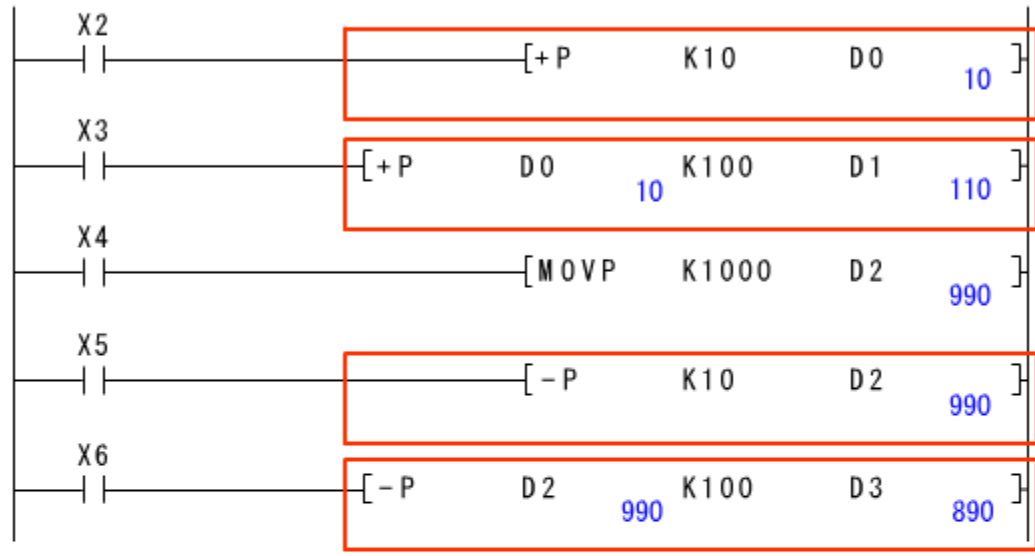 X2
[+P K10 D0 10 ]
X3
[+P D0 10 K100 D1 110 ]
X4
[MOVP K1000 D2 990 ]
X5
[-P K10 D2 990 ]
X6
[-P D2 990 K100 D3 890 ]